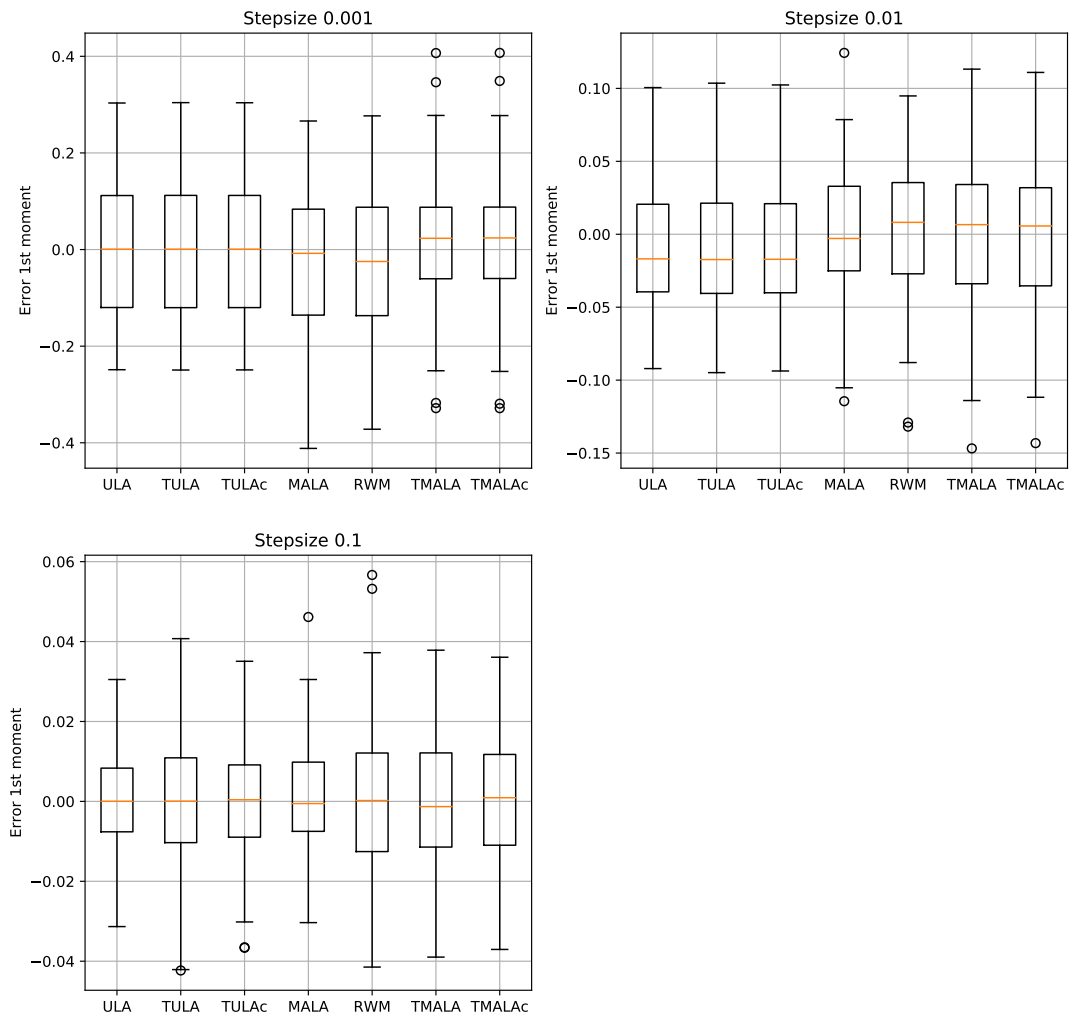 Stepsize 0.001
Error 1st moment
0.4
0.2
0.0
−0.2
−0.4
ULA TULA TULAc MALA RWM TMALA TMALAc
Stepsize 0.01
Error 1st moment
0.10
0.05
0.00
−0.05
−0.10
−0.15
ULA TULA TULAc MALA RWM TMALA TMALAc
Stepsize 0.1
Error 1st moment
0.06
0.04
0.02
0.00
−0.02
−0.04
ULA TULA TULAc MALA RWM TMALA TMALAc